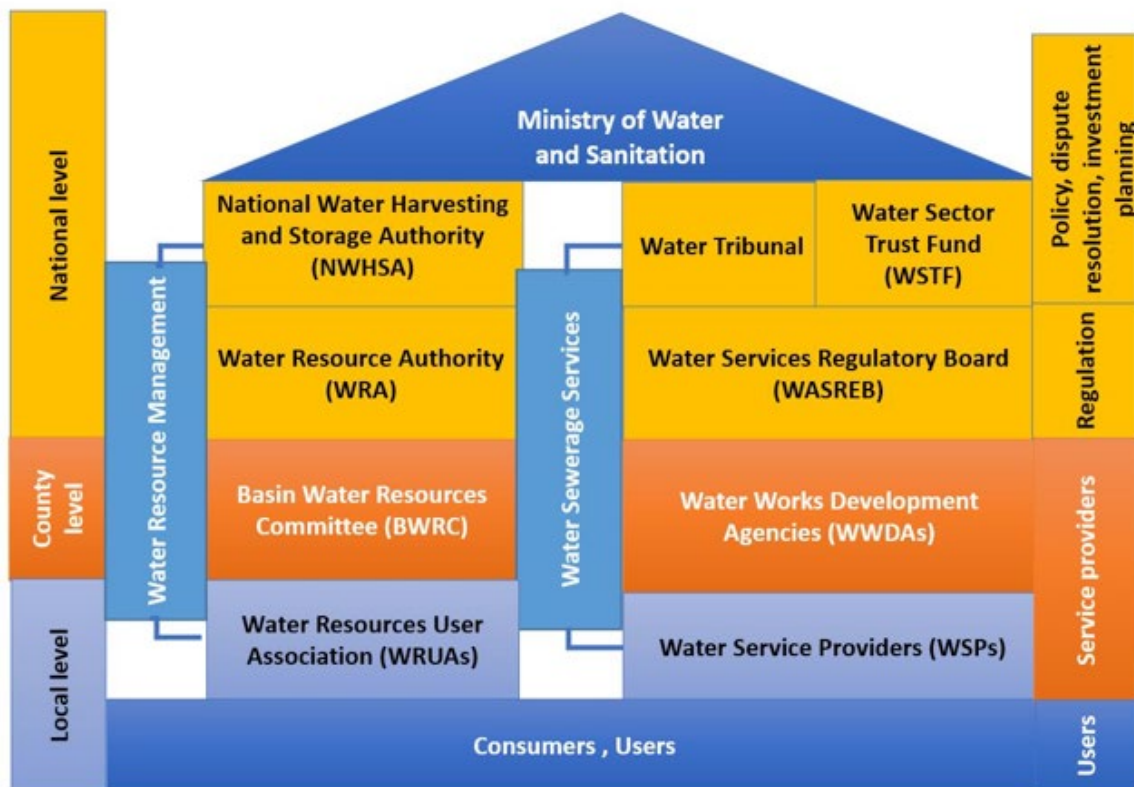 Ministry of Water
and Sanitation
National level
County
level
Local level
Water Resource Management
National Water Harvesting
and Storage Authority
(NWHSA)
Water Resource Authority
(WRA)
Basin Water Resources
Committee (BWRC)
Water Resources User
Association (WRUAs)
Water Sewerage Services
Water Tribunal
Water Sector
Trust Fund
(WSTF)
Water Services Regulatory Board
(WASREB)
Water Works Development
Agencies (WWDAs)
Water Service Providers (WSPs)
Consumers , Users
Policy, dispute
resolution, investment
planning
Regulation
Service providers
Users